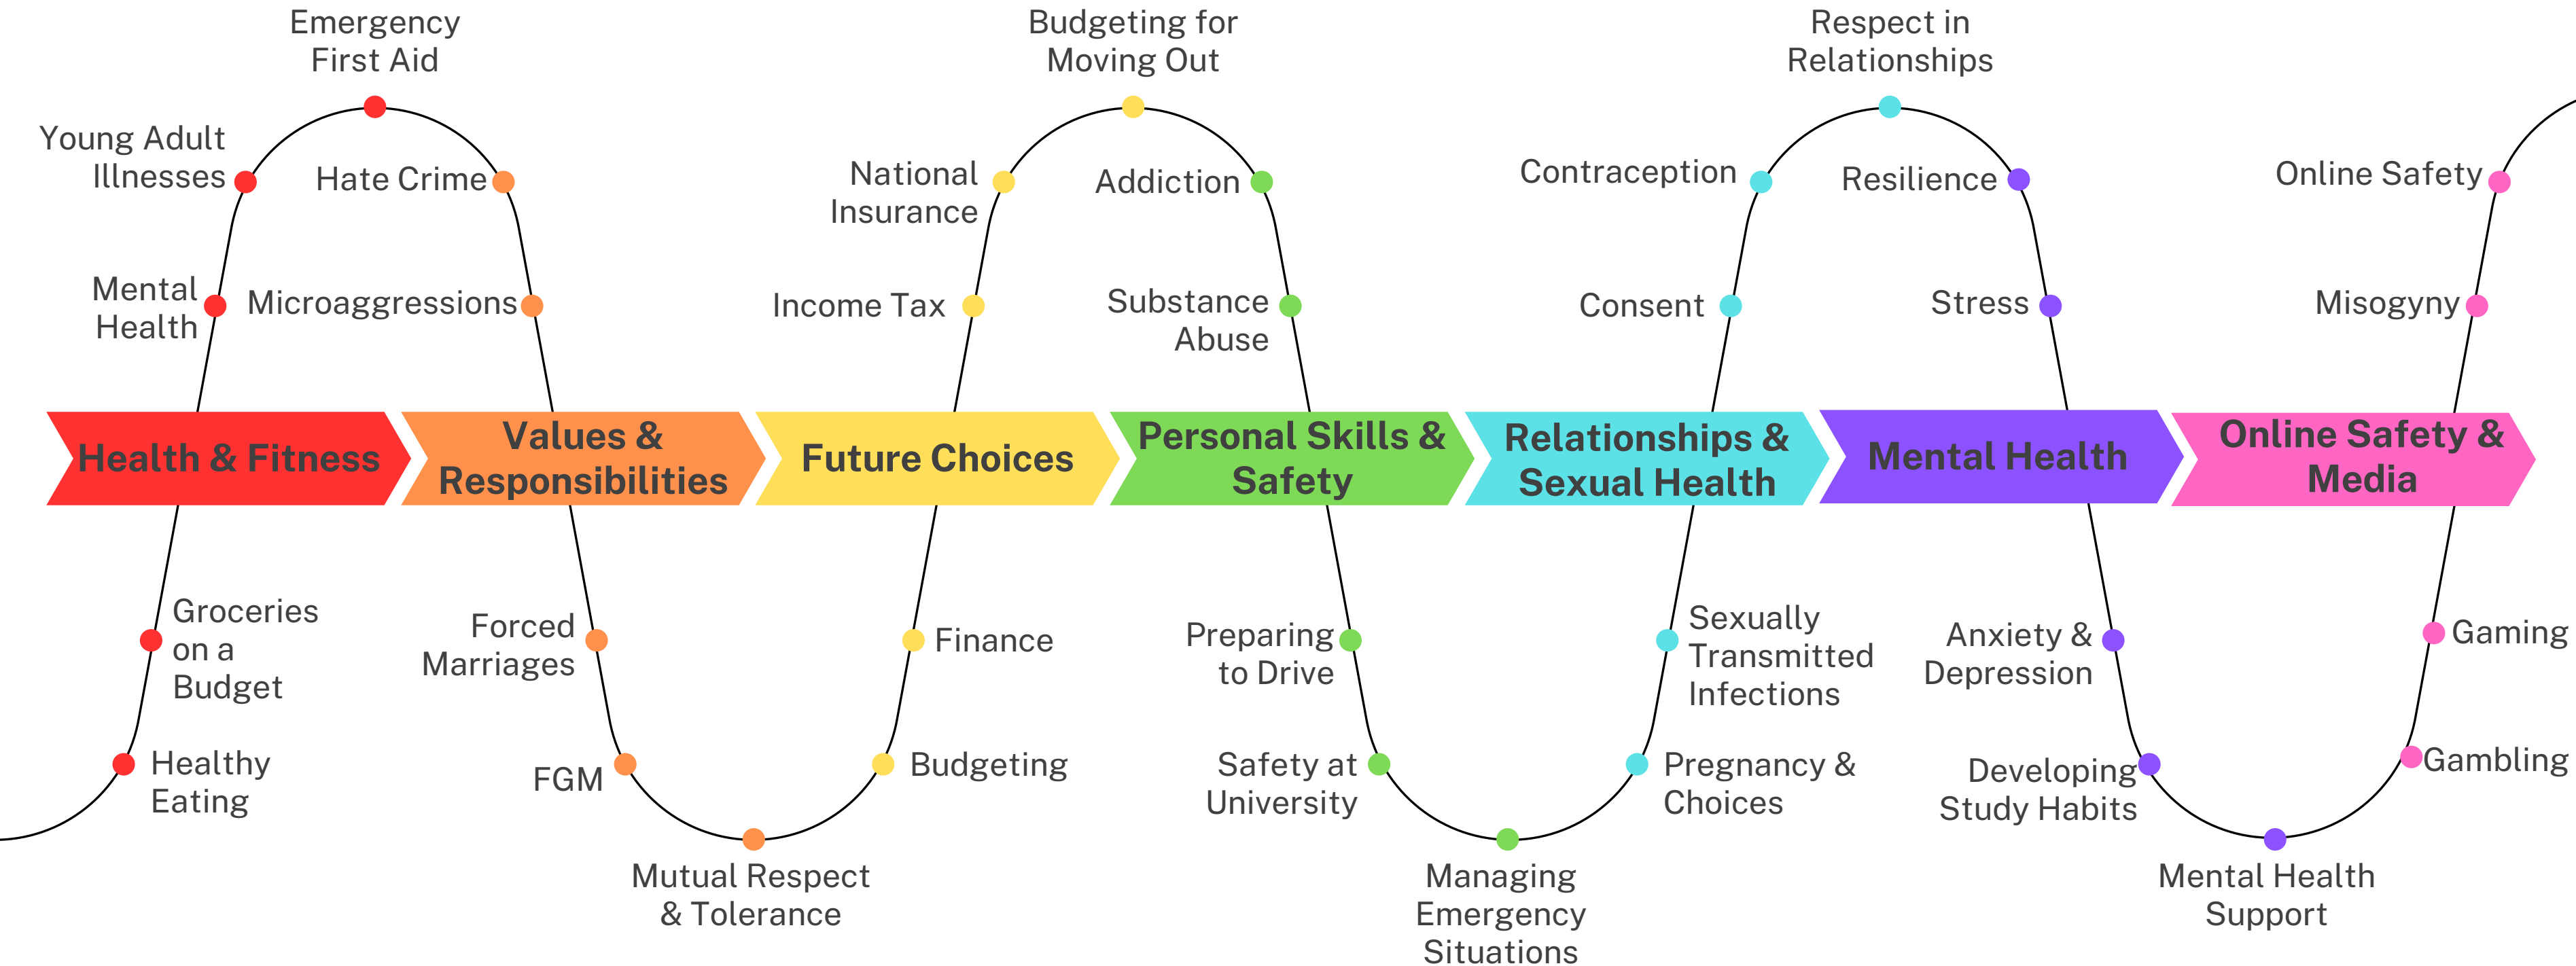 Emergency
First Aid
Budgeting for
Moving Out
Respect in
Relationships
Young Adult
Illnesses
Hate Crime
National
Insurance
Addiction
Contraception
Resilience
Online Safety
Mental
Health
Microaggressions
Income Tax
Substance
Abuse
Consent
Stress
Misogyny
Health & Fitness
Values &
Responsibilities
Future Choices
Personal Skills &
Safety
Relationships &
Sexual Health
Mental Health
Online Safety &
Media
Groceries
on a
Budget
Forced
Marriages
Finance
Preparing
to Drive
Sexually
Transmitted
Infections
Anxiety &
Depression
Gaming
Healthy
Eating
FGM
Budgeting
Safety at
University
Pregnancy &
Choices
Developing
Study Habits
Gambling
Mutual Respect
& Tolerance
Managing
Emergency
Situations
Mental Health
Support